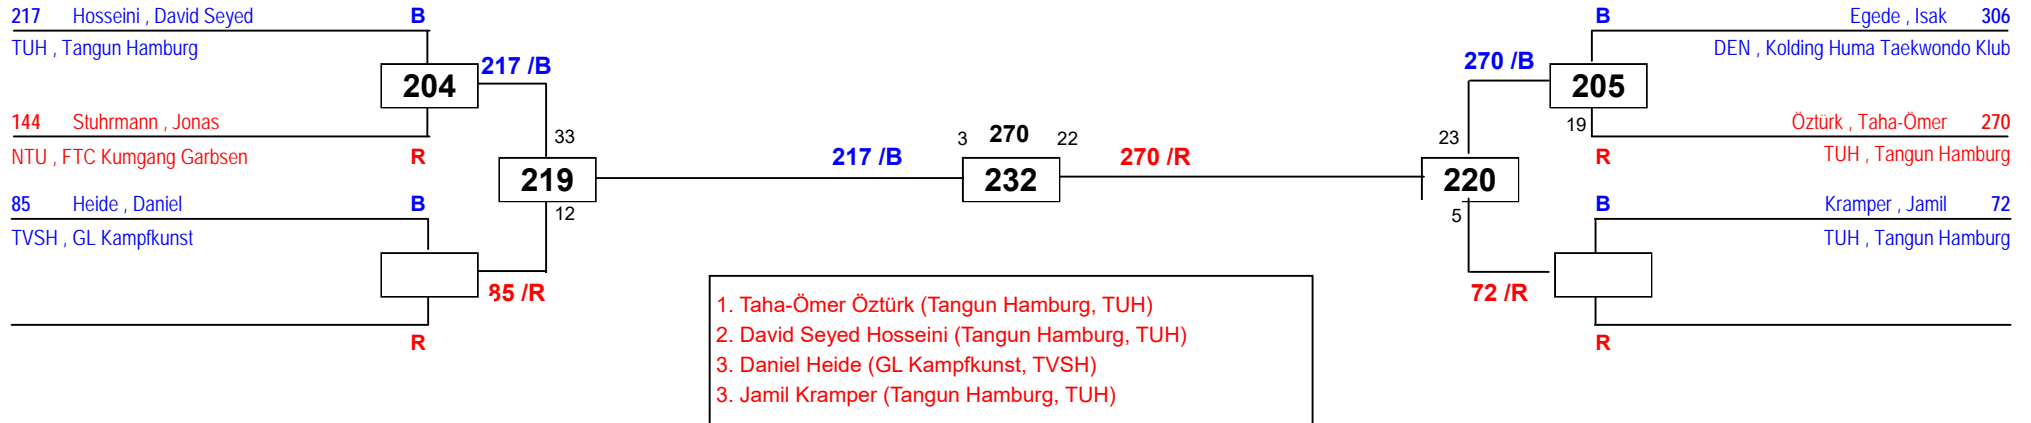 217 Hosseini , David Seyed B
TUH , Tangun Hamburg
204
217 /B
144 Stuhrmann , Jonas
NTU , FTC Kumgang Garbsen R
33
219
12
85 Heide , Daniel B
TVSH , GL Kampfkunst
85 /R
R
217 /B
3 270 22
232
270 /R
B Egede , Isak 306
DEN , Kolding Huma Taekwondo Klub
270 /B
205
19
Öztürk , Taha-Ömer 270
R TUH , Tangun Hamburg
23
220
5
B Kramper , Jamil 72
TUH , Tangun Hamburg
72 /R
R
1. Taha-Ömer Öztürk (Tangun Hamburg, TUH)
2. David Seyed Hosseini (Tangun Hamburg, TUH)
3. Daniel Heide (GL Kampfkunst, TVSH)
3. Jamil Kramper (Tangun Hamburg, TUH)